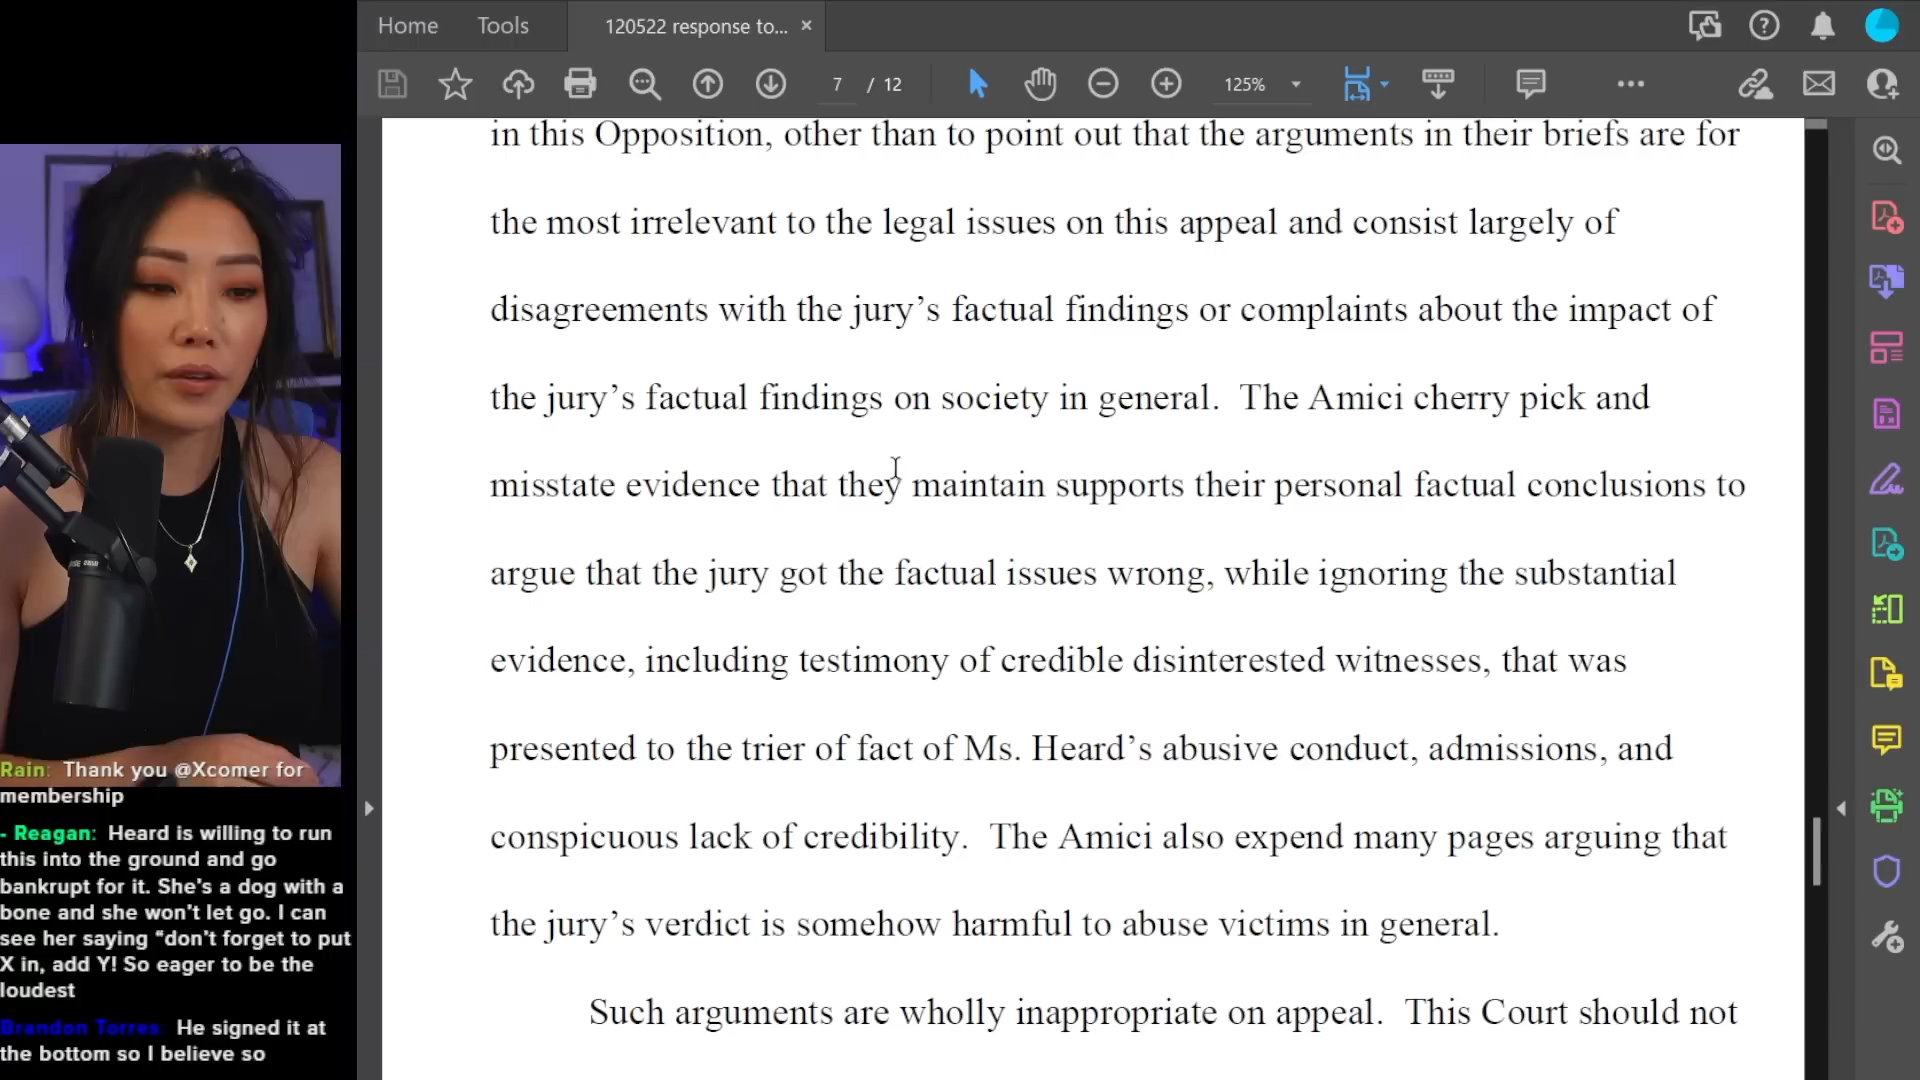 Home Tools 120522 response to... ×
7 / 12 125%
in this Opposition, other than to point out that the arguments in their briefs are for
the most irrelevant to the legal issues on this appeal and consist largely of
disagreements with the jury’s factual findings or complaints about the impact of
the jury’s factual findings on society in general. The Amici cherry pick and
misstate evidence that they maintain supports their personal factual conclusions to
argue that the jury got the factual issues wrong, while ignoring the substantial
evidence, including testimony of credible disinterested witnesses, that was
presented to the trier of fact of Ms. Heard’s abusive conduct, admissions, and
conspicuous lack of credibility. The Amici also expend many pages arguing that
the jury’s verdict is somehow harmful to abuse victims in general.
Such arguments are wholly inappropriate on appeal. This Court should not
Rain: Thank you @Xcomer for
membership
- Reagan: Heard is willing to run
this into the ground and go
bankrupt for it. She's a dog with a
bone and she won't let go. I can
see her saying “don't forget to put
X in, add Y! So eager to be the
loudest
Brandon Torres: He signed it at
the bottom so I believe so